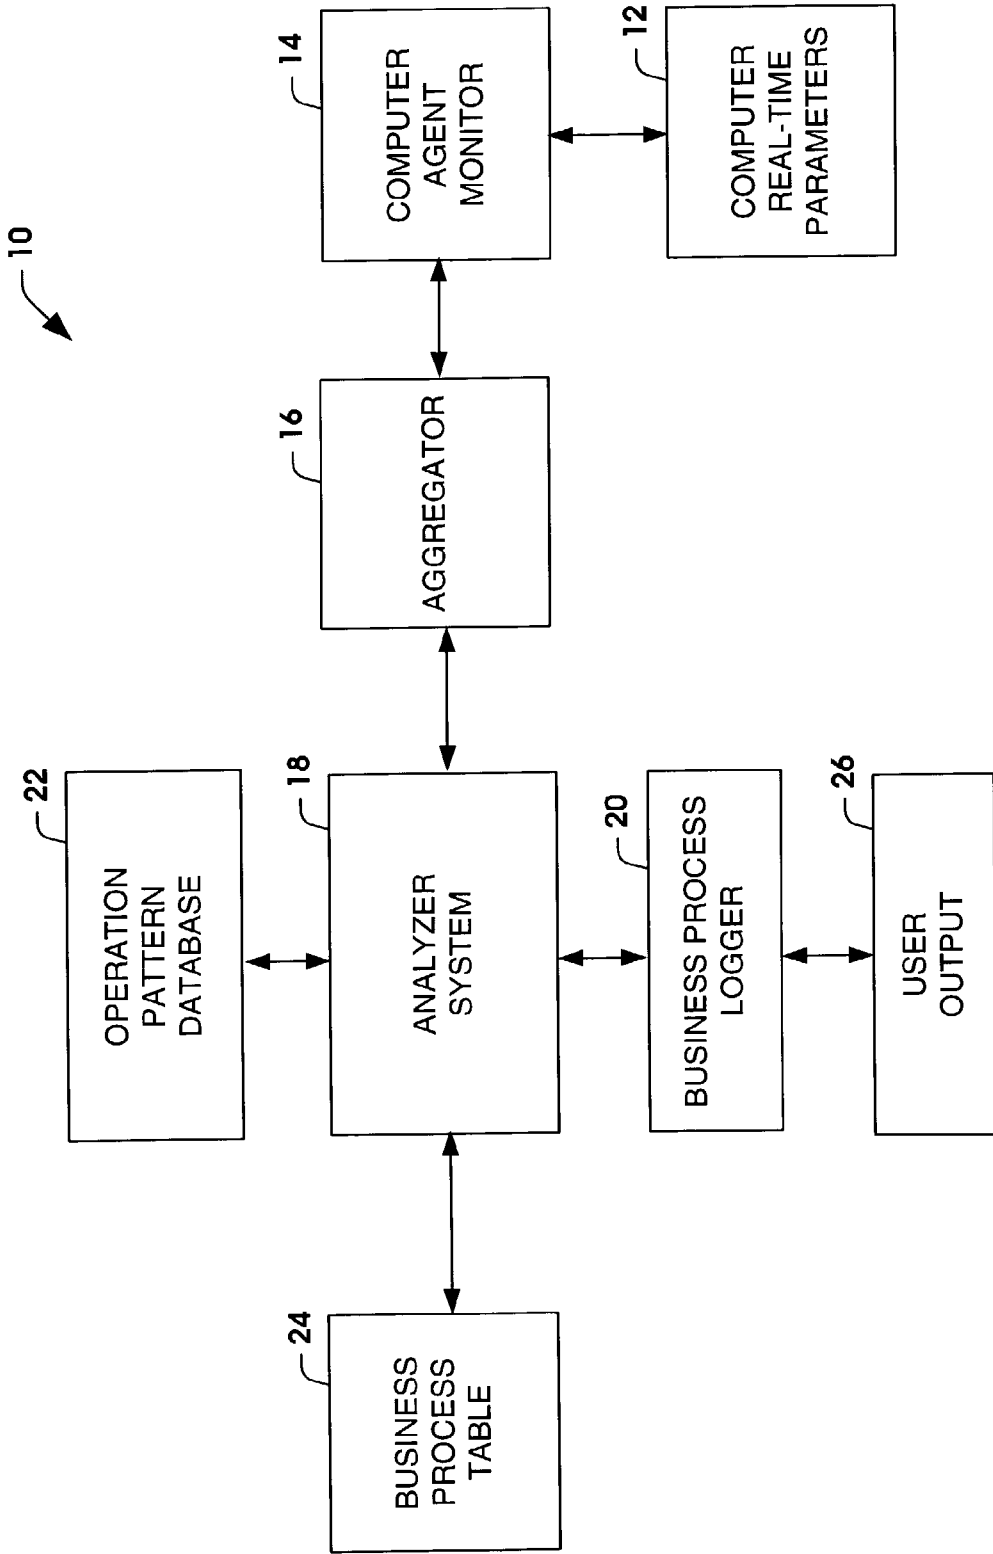 10
22
OPERATION
PATTERN
DATABASE
24
BUSINESS
PROCESS
TABLE
18
ANALYZER
SYSTEM
16
AGGREGATOR
14
COMPUTER
AGENT
MONITOR
20
BUSINESS PROCESS
LOGGER
12
COMPUTER
REAL-TIME
PARAMETERS
26
USER
OUTPUT